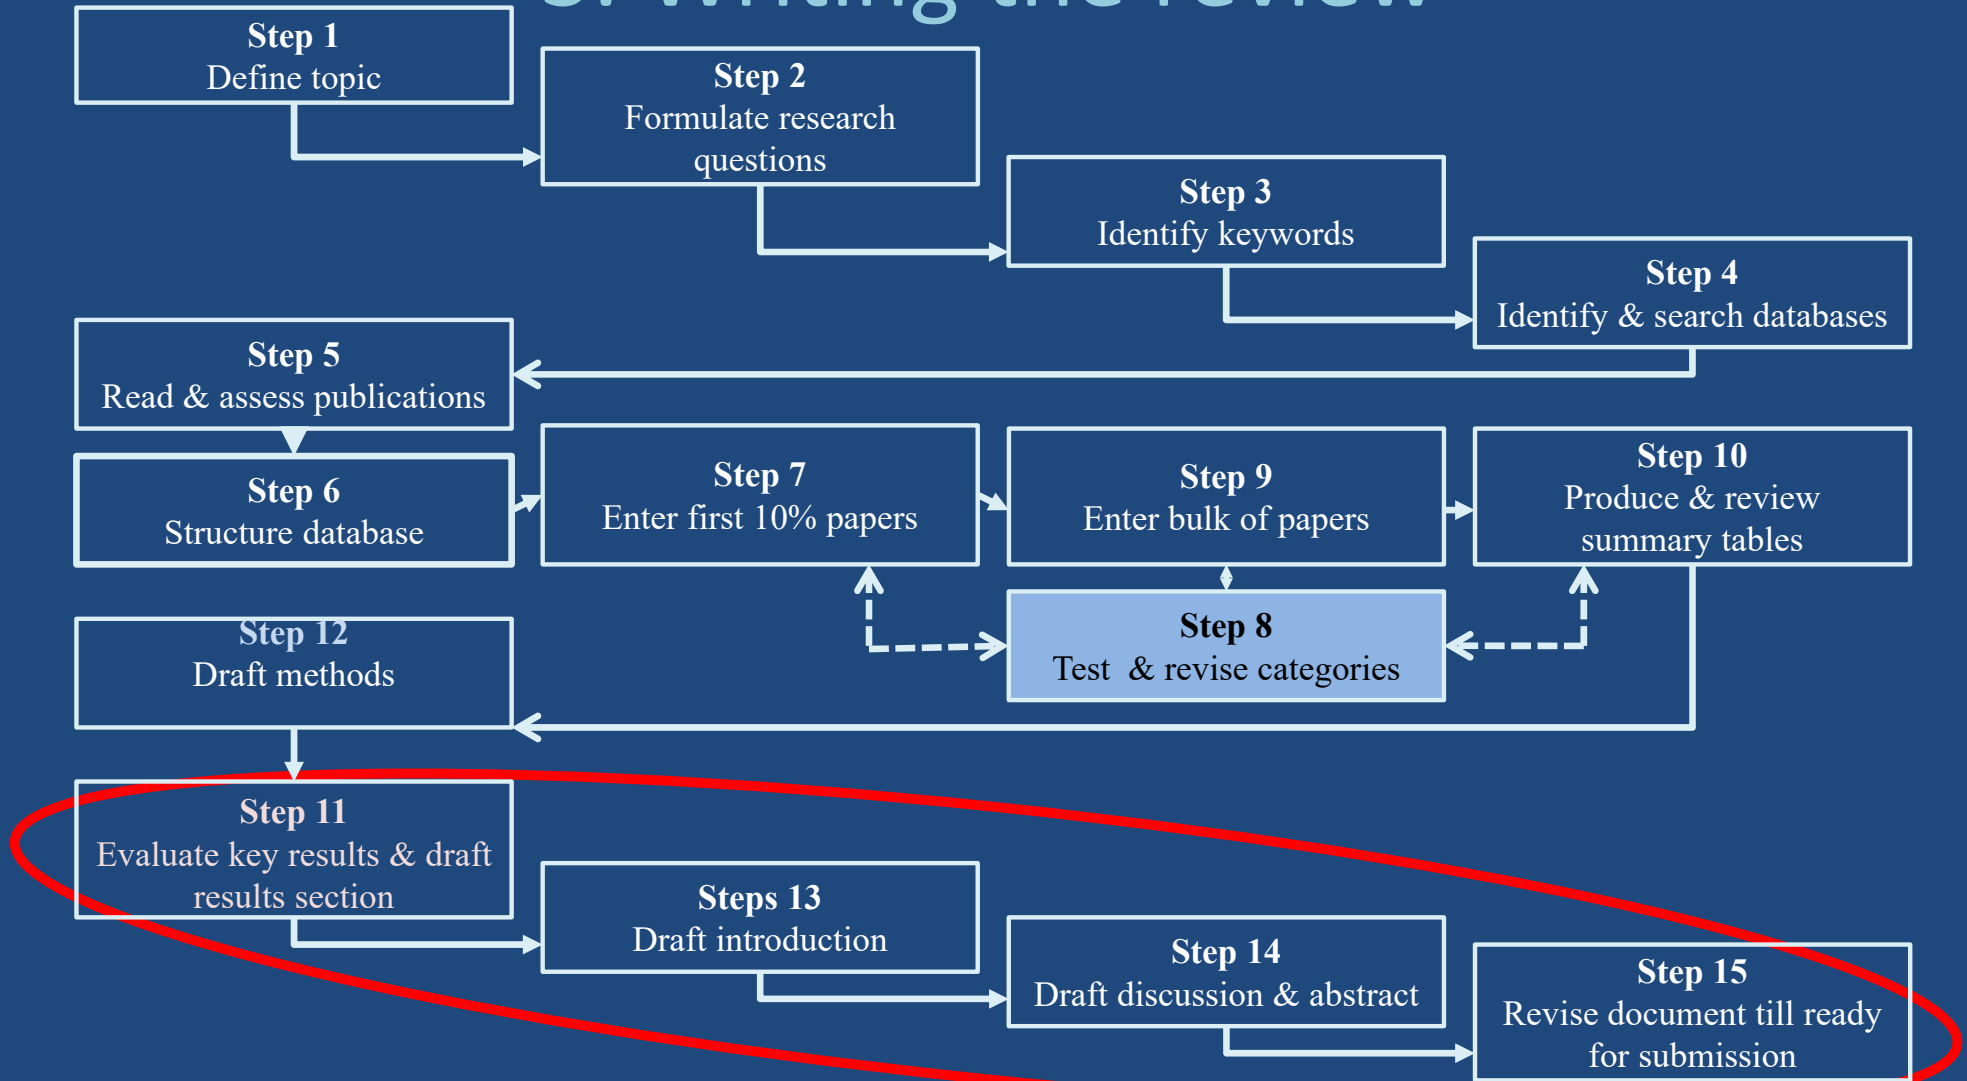 writing the review
Step 1
Define topic
Step 2
Formulate research
questions
Step 3
Identify keywords
Step 4
Identify & search databases
Step 5
Read & assess publications
Step 6
Structure database
Step 7
Enter first 10% papers
Step 9
Enter bulk of papers
Step 10
Produce & review
summary tables
Step 8
Test & revise categories
Step 12
Draft methods
Step 11
Evaluate key results & draft
results section
Steps 13
Draft introduction
Step 14
Draft discussion & abstract
Step 15
Revise document till ready
for submission